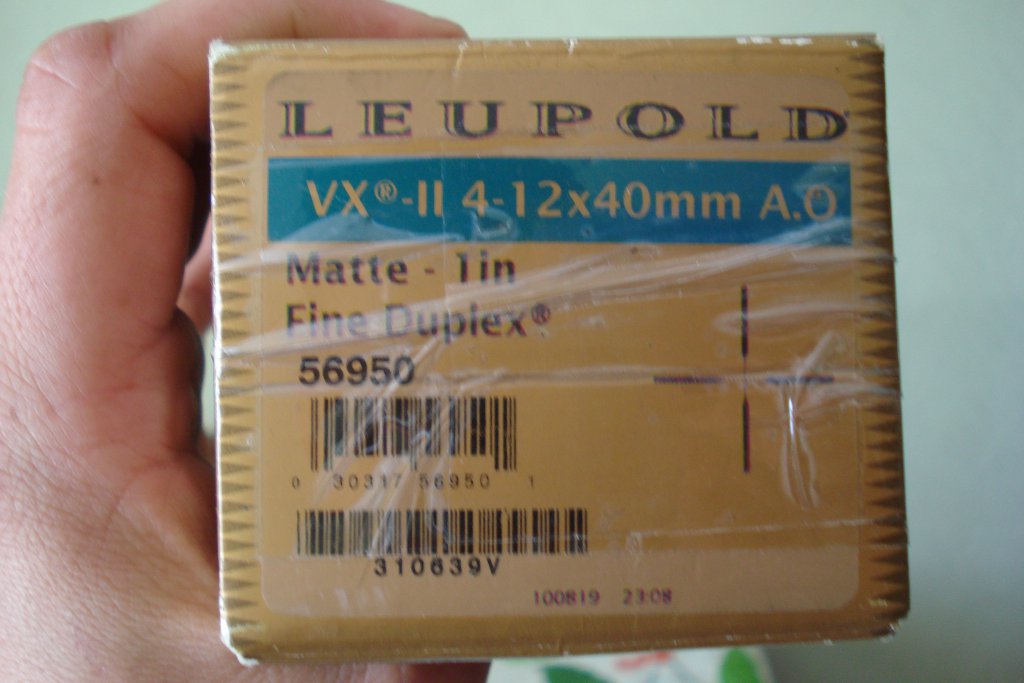 LEUPOLD
VX®-II 4-12x40mm A.O
Matte - 1in
Fine Duplex®
56950
0 30317 56950 1
310639V
100819 23:08